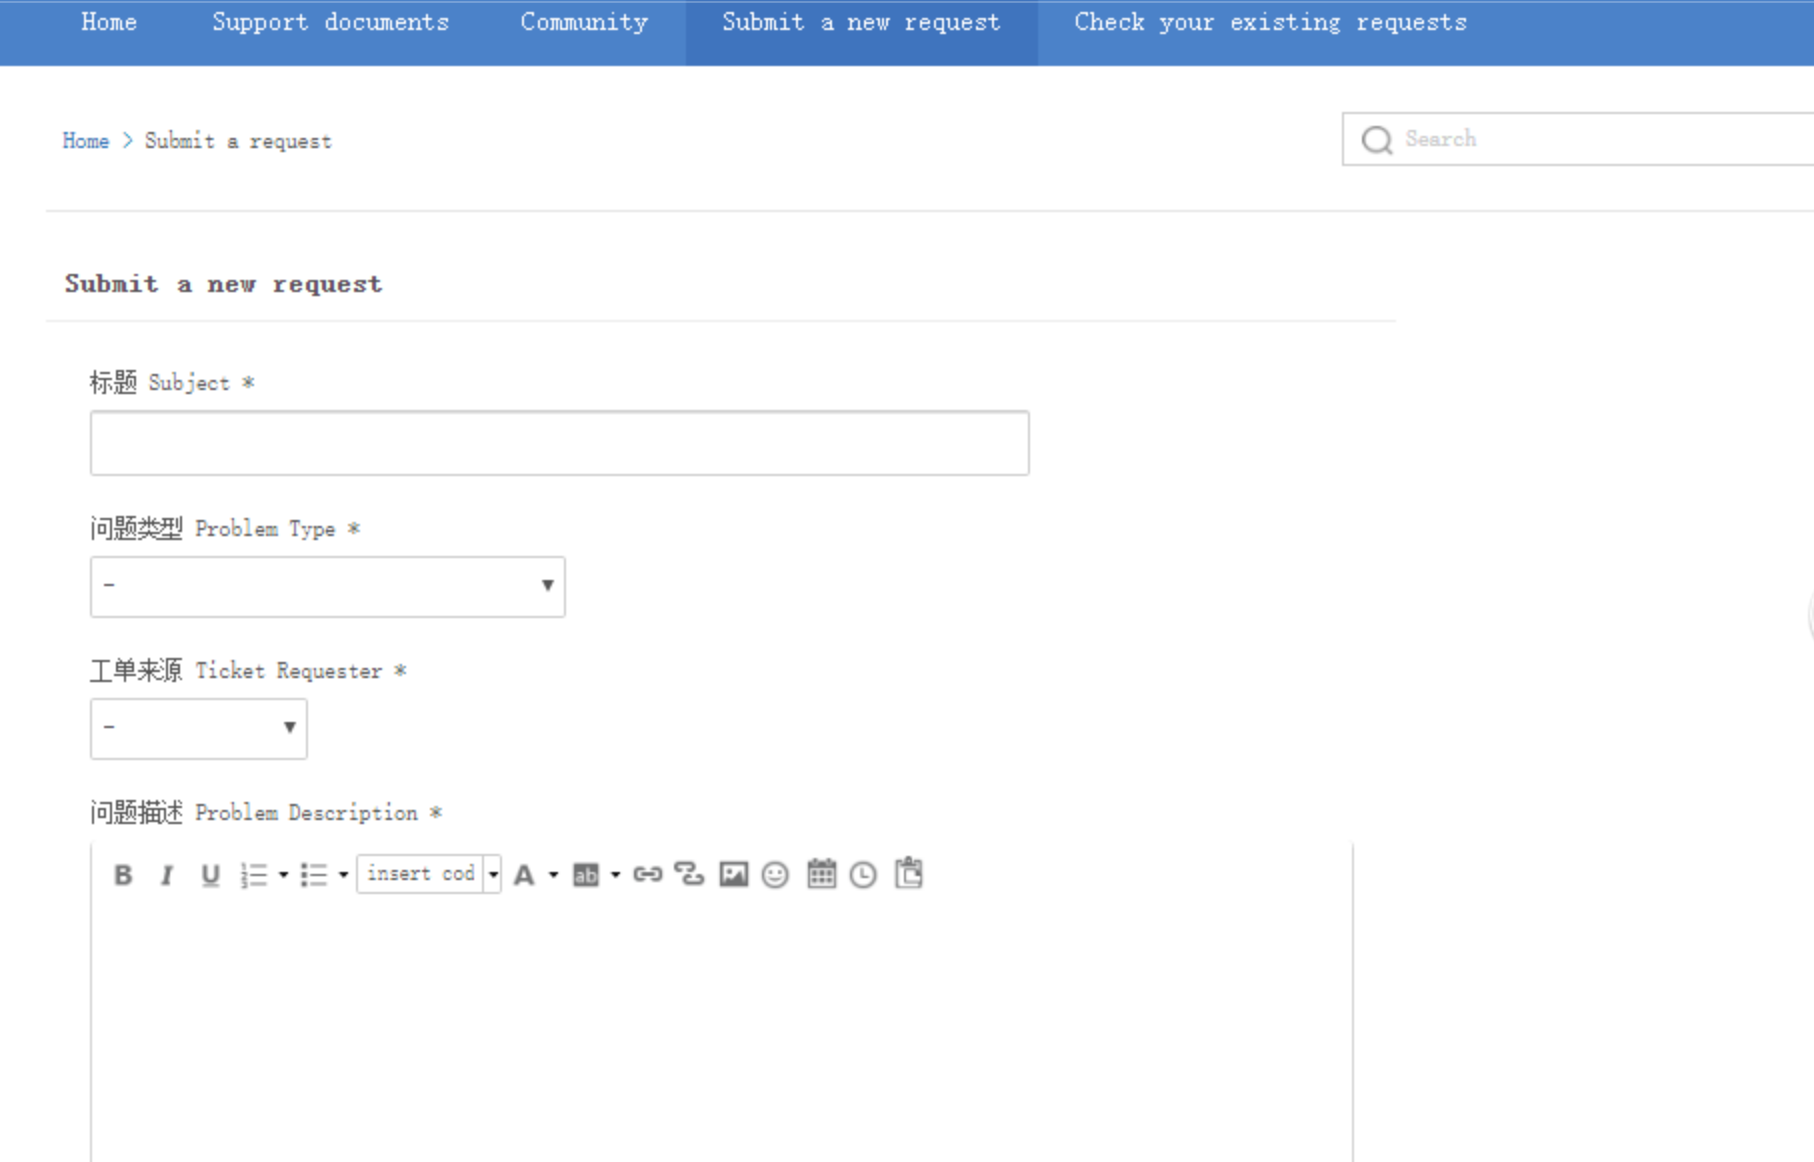 Home Support documents Community Submit a new request Check your existing requests
Home > Submit a request
Search
Submit a new request
标题 Subject *
问题类型 Problem Type *
-
工单来源 Ticket Requester *
-
问题描述 Problem Description *
B I U insert cod A ab